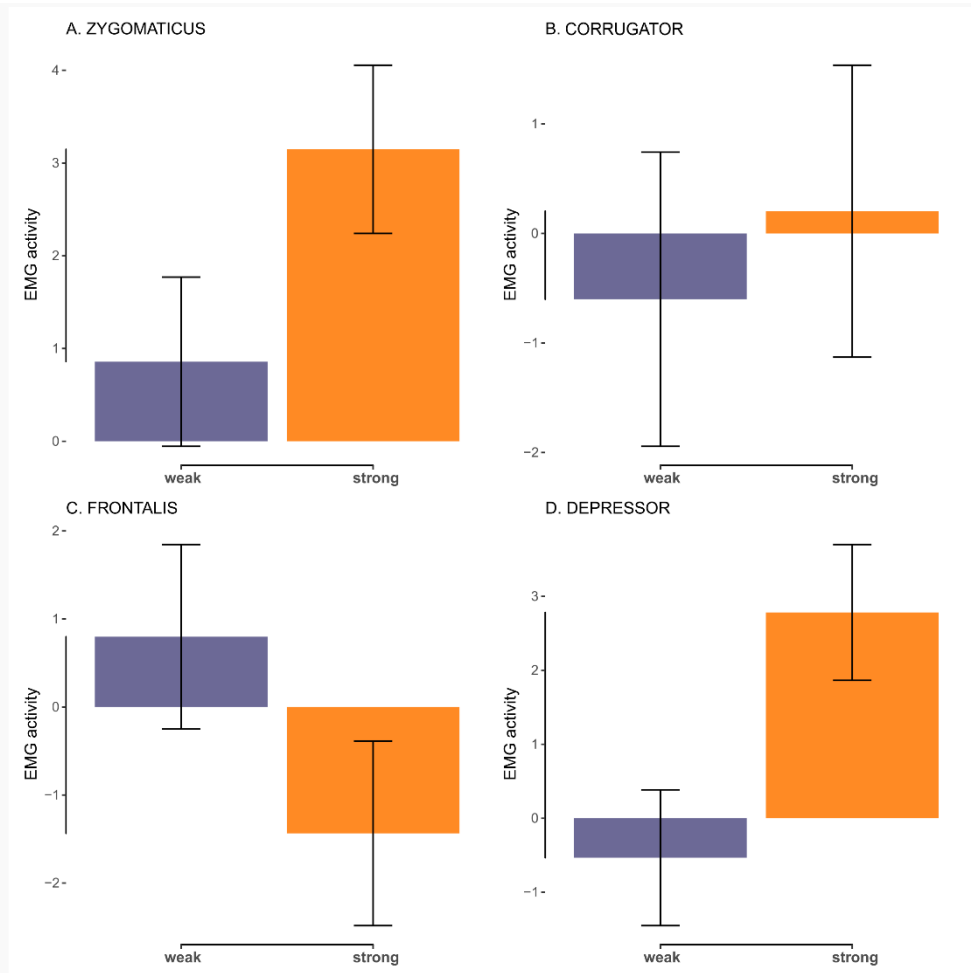 A. ZYGOMATICUS
EMG activity
4
3
2
1
0
weak strong
B. CORRUGATOR
EMG activity
1
0
−1
−2
weak strong
C. FRONTALIS
EMG activity
2
1
0
−1
−2
weak strong
D. DEPRESSOR
EMG activity
3
2
1
0
−1
weak strong